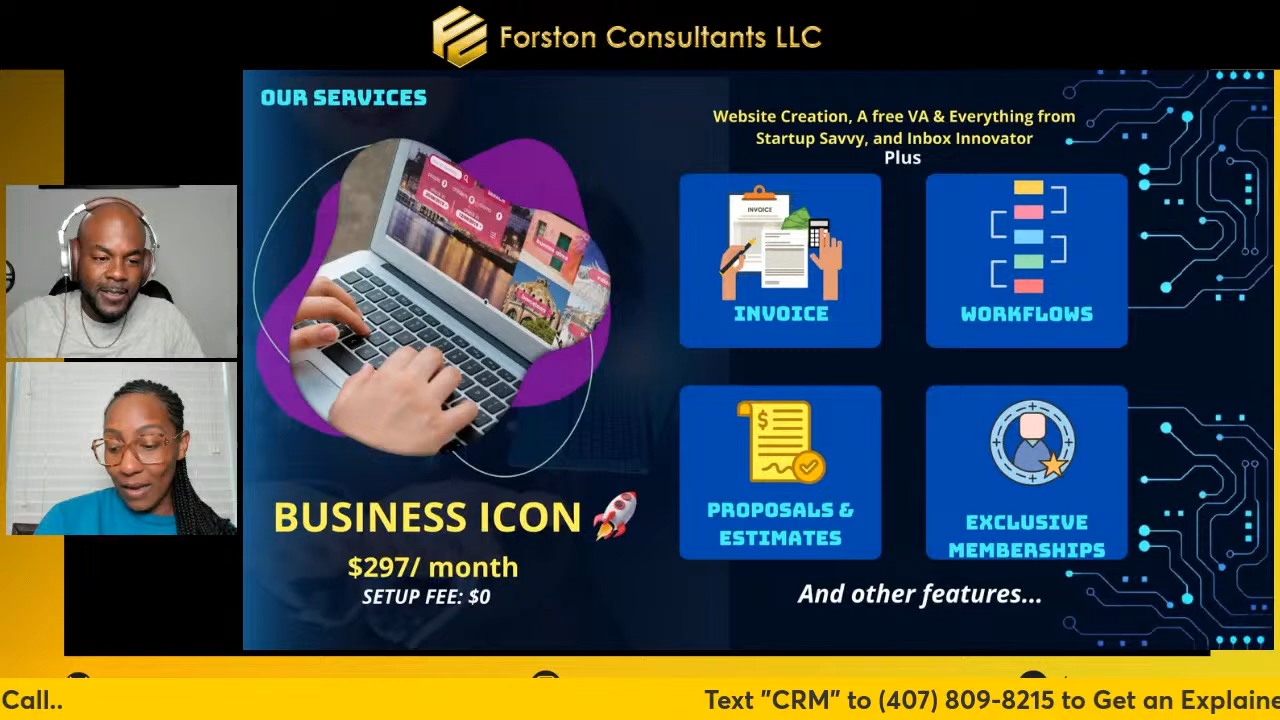 Forston Consultants LLC
OUR SERVICES
Website Creation, A free VA & Everything from
Startup Savvy, and Inbox Innovator
Plus
INVOICE
INVOICE
WORKFLOWS
$
PROPOSALS &
ESTIMATES
EXCLUSIVE
MEMBERSHIPS
BUSINESS ICON
$297/ month
SETUP FEE: $0
And other features...
Call..
Text "CRM" to (407) 809-8215 to Get an Explaine